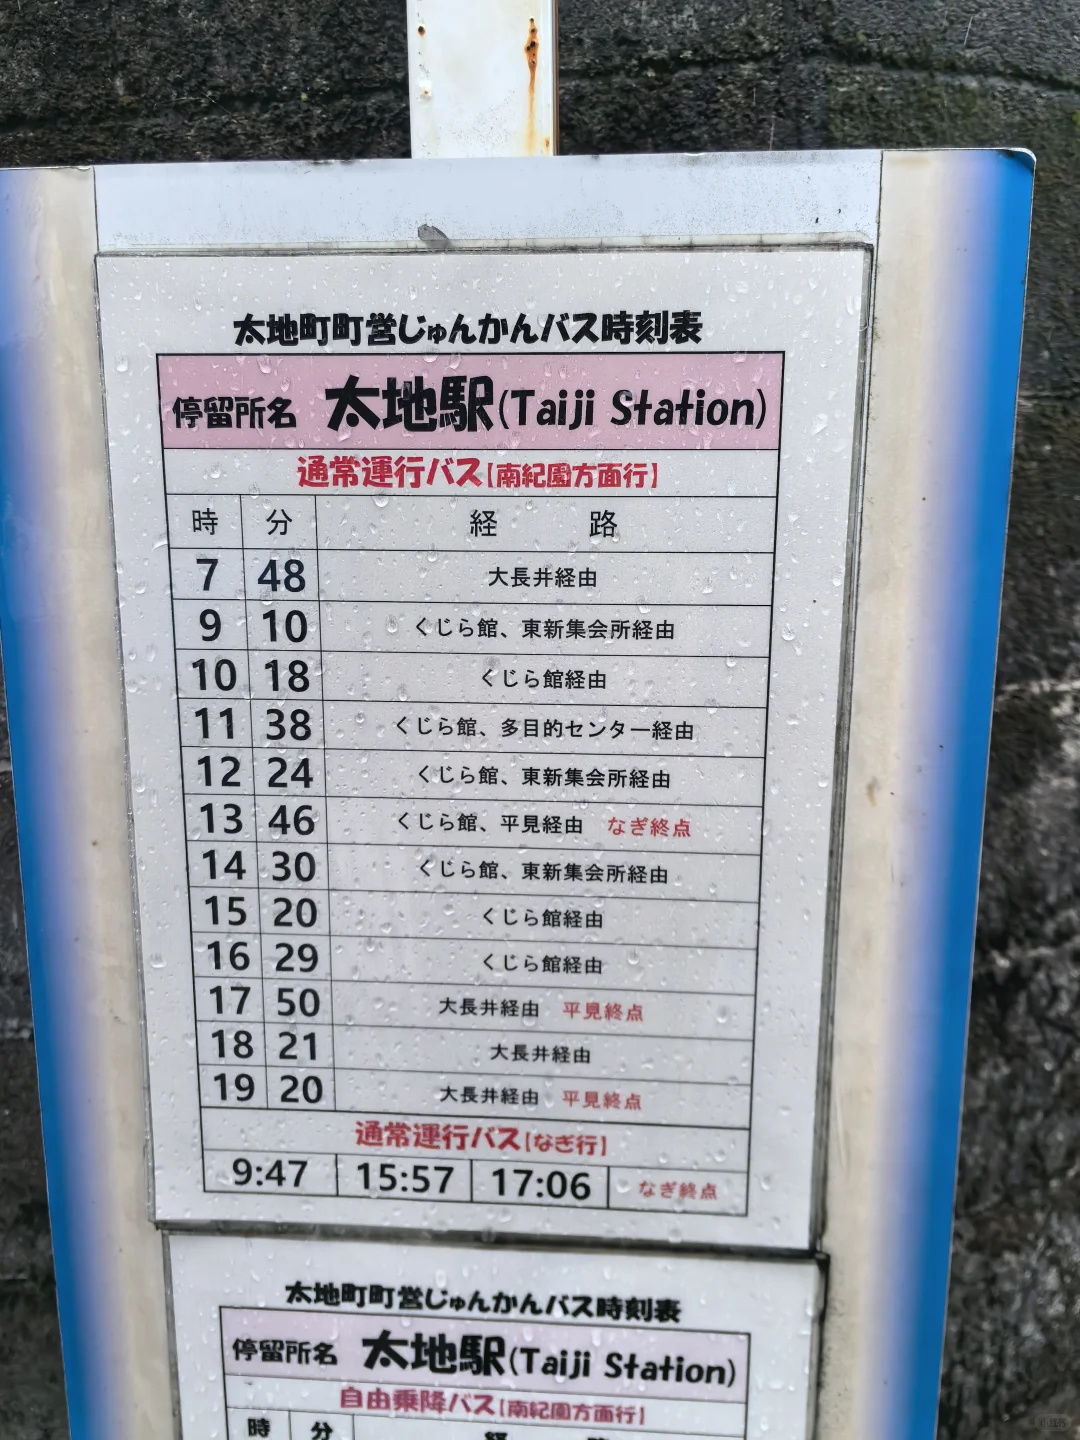 太地町町営じゅんかんバス時刻表
停留所名 太地駅(Taiji Station)
通常運行バス[南紀園方面行]
時 分 経 路
7 48 大長井経由
9 10 くじら館、東新集会所経由
10 18 くじら館経由
11 38 くじら館、多目的センター経由
12 24 くじら館、東新集会所経由
13 46 くじら館、平見経由 なぎ終点
14 30 くじら館、東新集会所経由
15 20 くじら館経由
16 29 くじら館経由
17 50 大長井経由 平見終点
18 21 大長井経由
19 20 大長井経由 平見終点
通常運行バス[なぎ行]
9:47 15:57 17:06 なぎ終点
太地町町営じゅんかんバス時刻表
停留所名 太地駅(Taiji Station)
自由乗降バス[南紀園方面行]
時 分 経 路